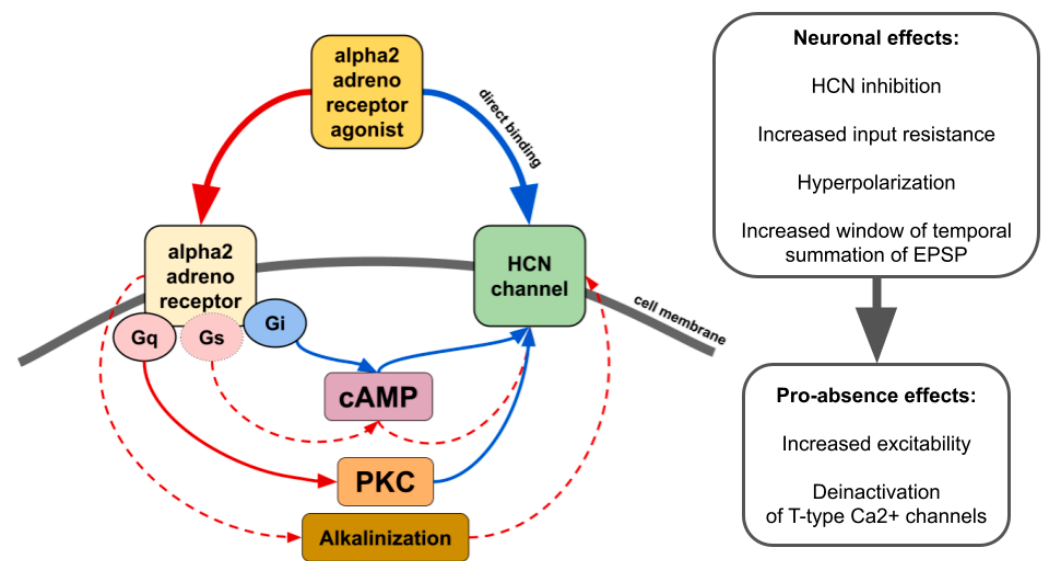 alpha2
adreno
receptor
agonist
direct binding
alpha2
adreno
receptor
HCN
channel
cell membrane
Gq
Gs
Gi
cAMP
PKC
Alkalinization
Neuronal effects:
HCN inhibition
Increased input resistance
Hyperpolarization
Increased window of temporal
summation of EPSP
Pro-absence effects:
Increased excitability
Deinactivation
of T-type Ca2+ channels